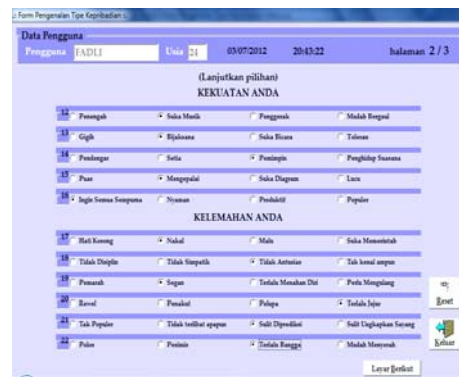 Form Pengenalan Tipe Kepribadian
Data Pengguna
Pengguna FADLI Usia 24 03/07/2012 20:43:22 halaman 2 / 3
(Lanjutkan pilihan)
KEKUATAN ANDA
12 Penengah Suka Musik Penggerak Mudah Bergaul
13 Gigih Bijaksana Suka Bicara Toleran
14 Pendengar Setia Pemimpin Penghidup Suasana
15 Puas Mengepalai Suka Diagram Lucu
16 Ingin Semua Sempurna Nyaman Produktif Populer
KELEMAHAN ANDA
17 Hati Kosong Nakal Malu Suka Memerintah
18 Tidak Disiplin Tidak Simpatik Tidak Antusias Tak kenal ampun
19 Pemarah Segan Terlalu Menahan Diri Perlu Mengulang
20 Rewel Penakut Pelupa Terlalu Jujur
21 Tak Populer Tidak terlibat apapun Sulit Diprediksi Sulit Ungkapkan Sayang
22 Polos Pesimis Terlalu Bangga Mudah Menyerah
Reset
Keluar
Layar Berikut